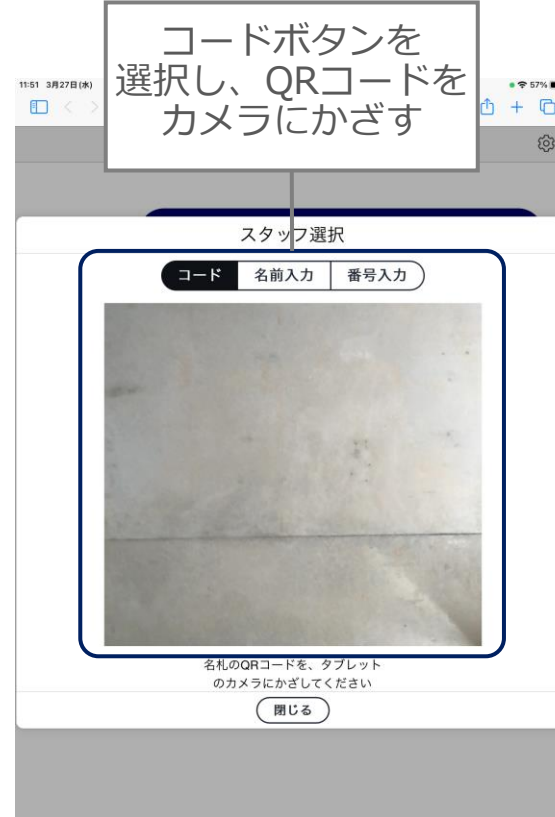 コードボタンを
選択し、QRコードを
カメラにかざす
11:51 3月27日(水)
57%
スタッフ選択
コード 名前入力 番号入力
名札のQRコードを、タブレット
のカメラにかざしてください
閉じる